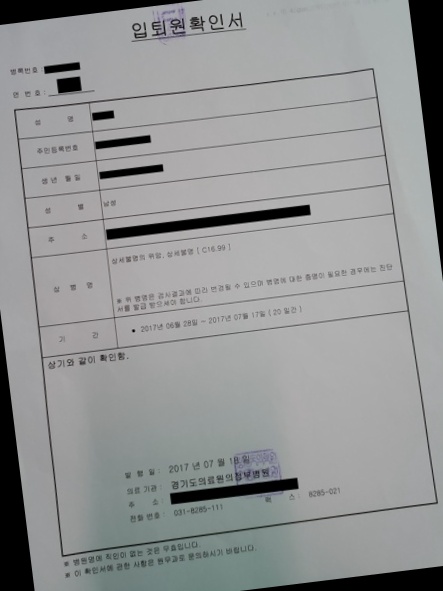 입퇴원확인서
병록번호 :
연 번 호 :
성 명
주민등록번호
생년 월일
성 별 남성
주 소
상 병 명 상세불명의 위암, 상세불명 [ C16.99 ]
※ 위 병명은 검사결과에 따라 변경될 수 있으며 병명에 대한 증명이 필요한 경우에는 진단
서를 발급 받으셔야 합니다.
기 간 • 2017년 06월 28일 ~ 2017년 07월 17일 ( 20 일간 )
상기와 같이 확인함.
발 행 일 : 2017 년 07 월 18 일
의료 기관 : 경기도의료원의정부병원
주 소 :
전화 번호 : 031-8285-111 팩 스 : 8285-021
※ 병원명에 직인이 없는 것은 무효입니다.
※ 이 확인서에 관한 사항은 원무과로 문의하시기 바랍니다.